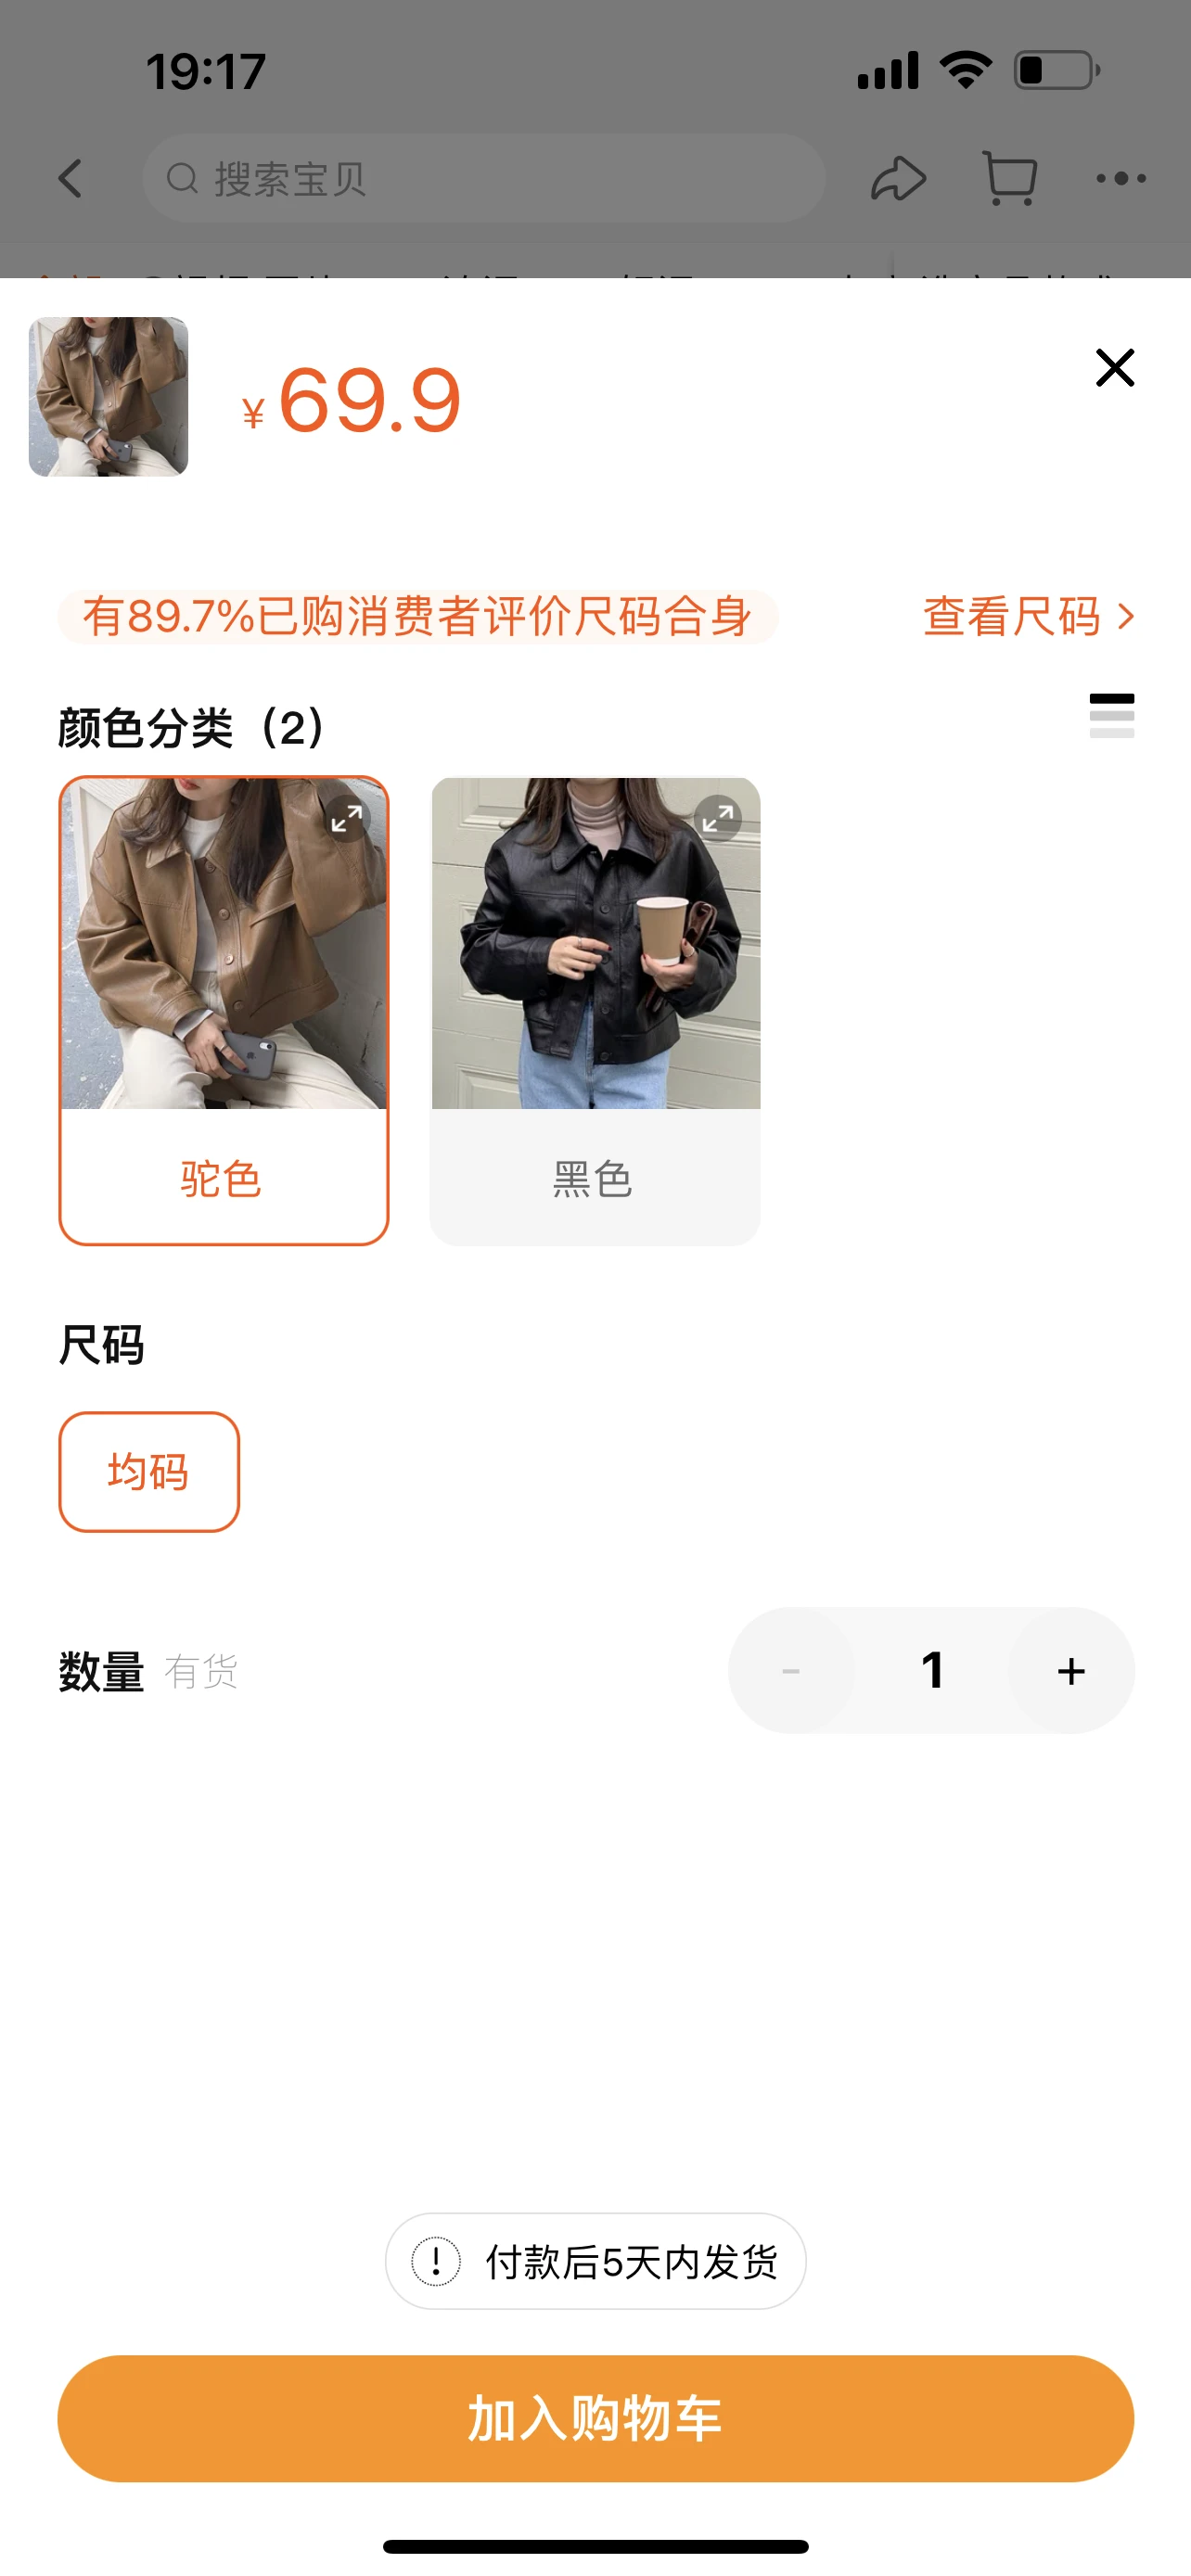 19:17
搜索宝贝
¥69.9
有89.7%已购消费者评价尺码合身 查看尺码
颜色分类（2）
驼色 黑色
尺码
均码
数量 有货 - 1 +
! 付款后5天内发货
加入购物车